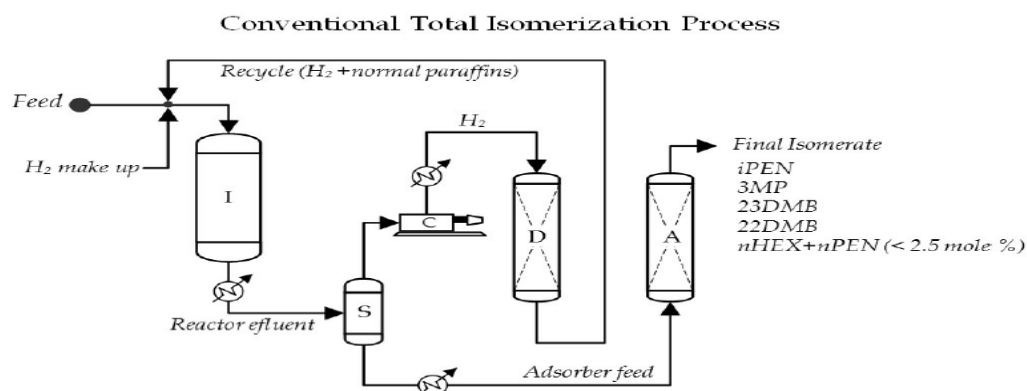 Conventional Total Isomerization Process
Recycle (H₂ +normal paraffins)
Feed
H₂
Final Isomerate
iPEN
3MP
23DMB
22DMB
nHEX+nPEN (< 2.5 mole %)
H₂ make up
I
C
D
A
S
Reactor efluent
Adsorber feed